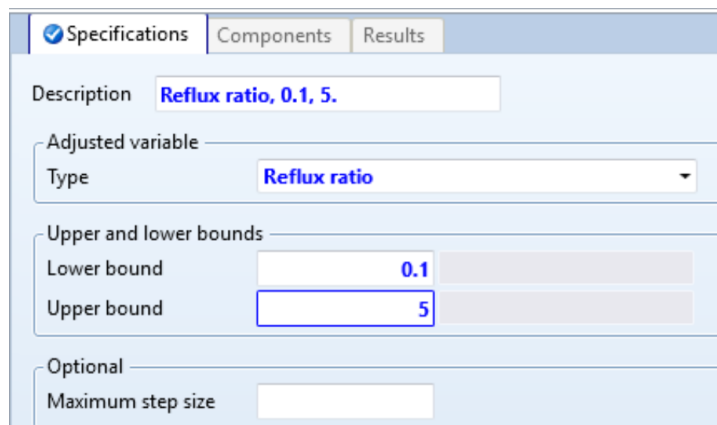 Specifications Components Results
Description Reflux ratio, 0.1, 5.
Adjusted variable
Type Reflux ratio
Upper and lower bounds
Lower bound 0.1
Upper bound 5
Optional
Maximum step size